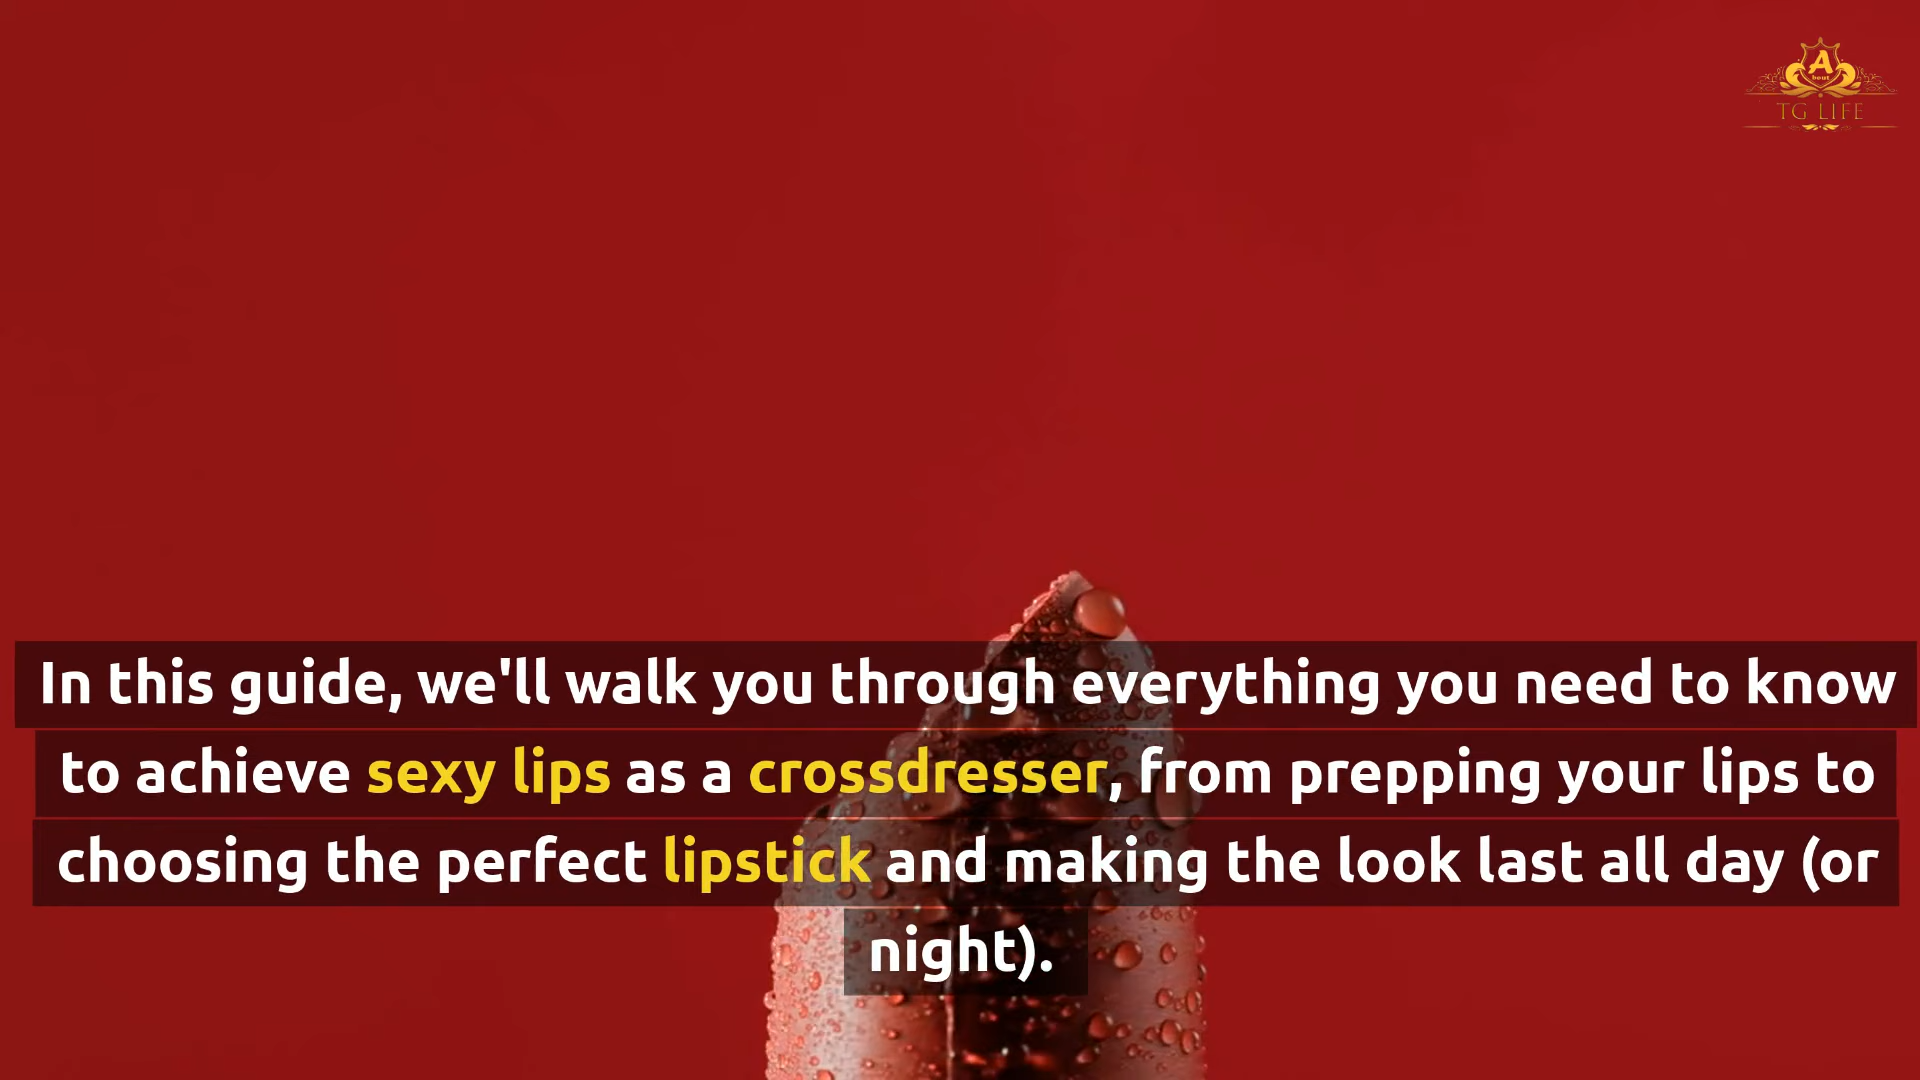 A
bout
TG LIFE
In this guide, we'll walk you through everything you need to know
to achieve sexy lips as a crossdresser, from prepping your lips to
choosing the perfect lipstick and making the look last all day (or
night).